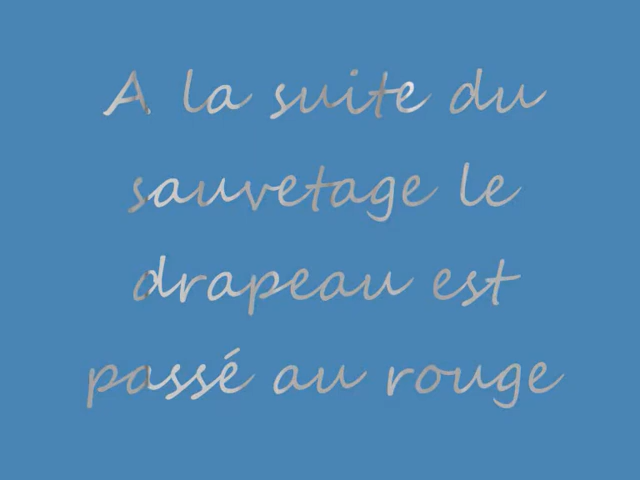 A la suite du
sauvetage le
drapeau est
passé au rouge